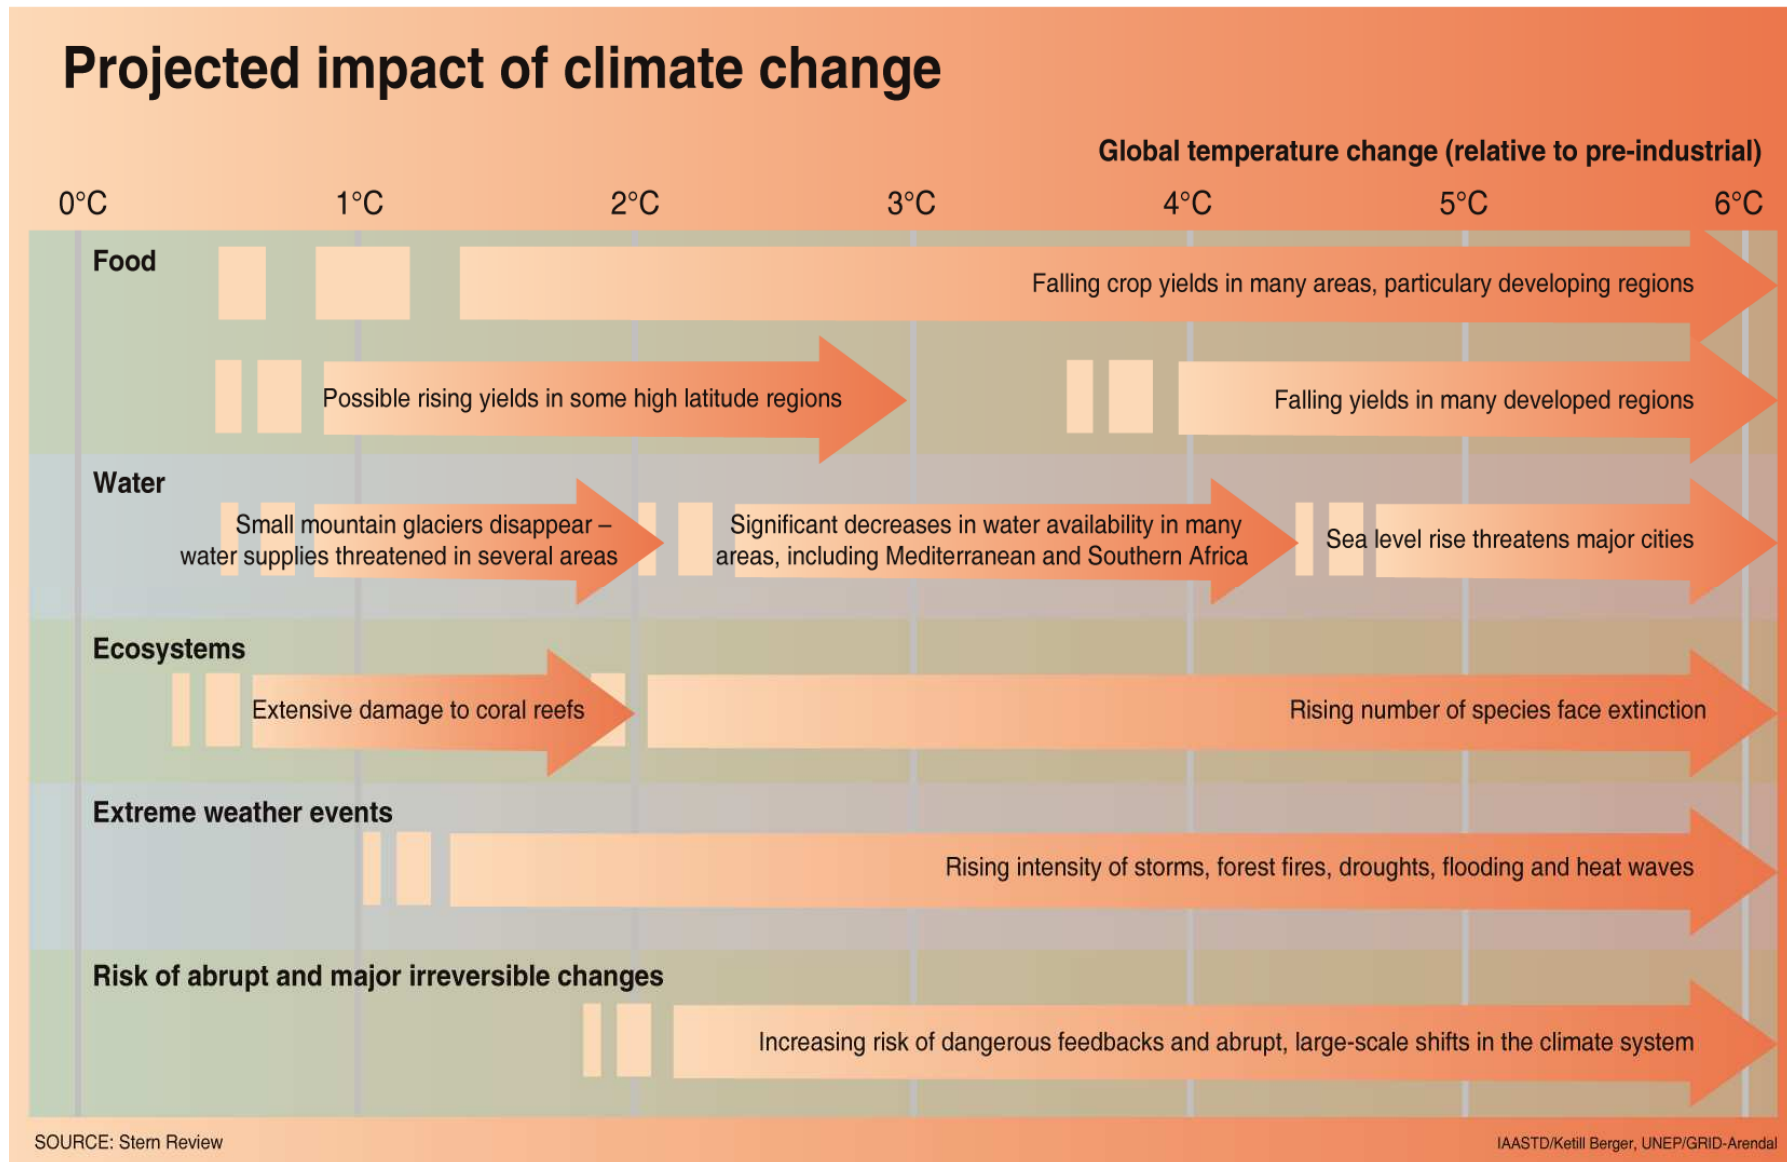 Projected impact of climate change
Global temperature change (relative to pre-industrial)
0°C 1°C 2°C 3°C 4°C 5°C 6°C
Food
Falling crop yields in many areas, particulary developing regions
Possible rising yields in some high latitude regions
Falling yields in many developed regions
Water
Small mountain glaciers disappear –
water supplies threatened in several areas
Significant decreases in water availability in many
areas, including Mediterranean and Southern Africa
Sea level rise threatens major cities
Ecosystems
Extensive damage to coral reefs
Rising number of species face extinction
Extreme weather events
Rising intensity of storms, forest fires, droughts, flooding and heat waves
Risk of abrupt and major irreversible changes
Increasing risk of dangerous feedbacks and abrupt, large-scale shifts in the climate system
SOURCE: Stern Review
IAASTD/Ketill Berger, UNEP/GRID-Arendal